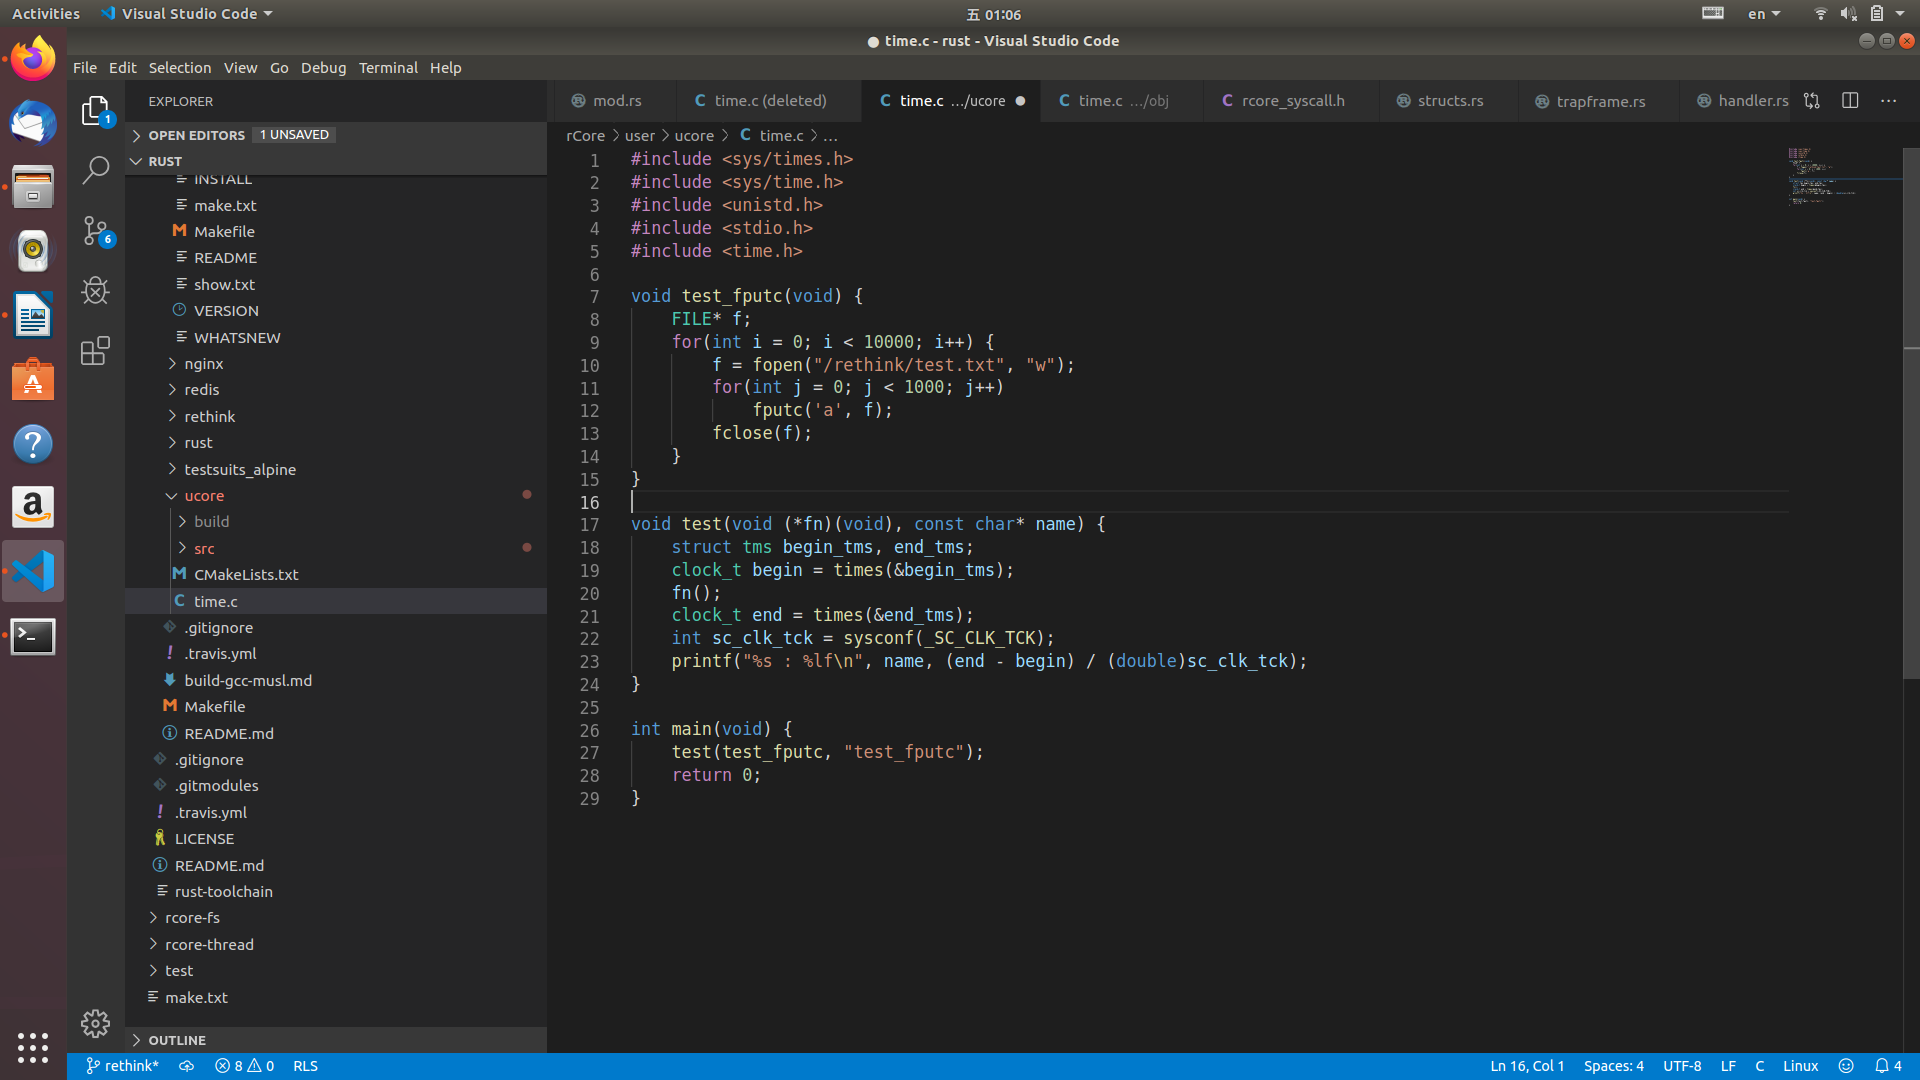 Activities
Visual Studio Code
五 01:06
en
● time.c - rust - Visual Studio Code
File Edit Selection View Go Debug Terminal Help
1
6
EXPLORER
OPEN EDITORS 1 UNSAVED
RUST
INSTALL
make.txt
Makefile
README
show.txt
VERSION
WHATSNEW
nginx
redis
rethink
rust
testsuits_alpine
ucore
build
src
CMakeLists.txt
time.c
.gitignore
.travis.yml
build-gcc-musl.md
Makefile
README.md
.gitignore
.gitmodules
.travis.yml
LICENSE
README.md
rust-toolchain
rcore-fs
rcore-thread
test
make.txt
OUTLINE
mod.rs
time.c (deleted)
time.c .../ucore
time.c .../obj
rcore_syscall.h
structs.rs
trapframe.rs
handler.rs
rCore > user > ucore > C time.c > ...
1 #include <sys/times.h>
2 #include <sys/time.h>
3 #include <unistd.h>
4 #include <stdio.h>
5 #include <time.h>
6
7 void test_fputc(void) {
8 FILE* f;
9 for(int i = 0; i < 10000; i++) {
10 f = fopen("/rethink/test.txt", "w");
11 for(int j = 0; j < 1000; j++)
12 fputc('a', f);
13 fclose(f);
14 }
15 }
16
17 void test(void (*fn)(void), const char* name) {
18 struct tms begin_tms, end_tms;
19 clock_t begin = times(&begin_tms);
20 fn();
21 clock_t end = times(&end_tms);
22 int sc_clk_tck = sysconf(_SC_CLK_TCK);
23 printf("%s : %lf\n", name, (end - begin) / (double)sc_clk_tck);
24 }
25
26 int main(void) {
27 test(test_fputc, "test_fputc");
28 return 0;
29 }
rethink* 8 0 RLS
Ln 16, Col 1 Spaces: 4 UTF-8 LF C Linux 4